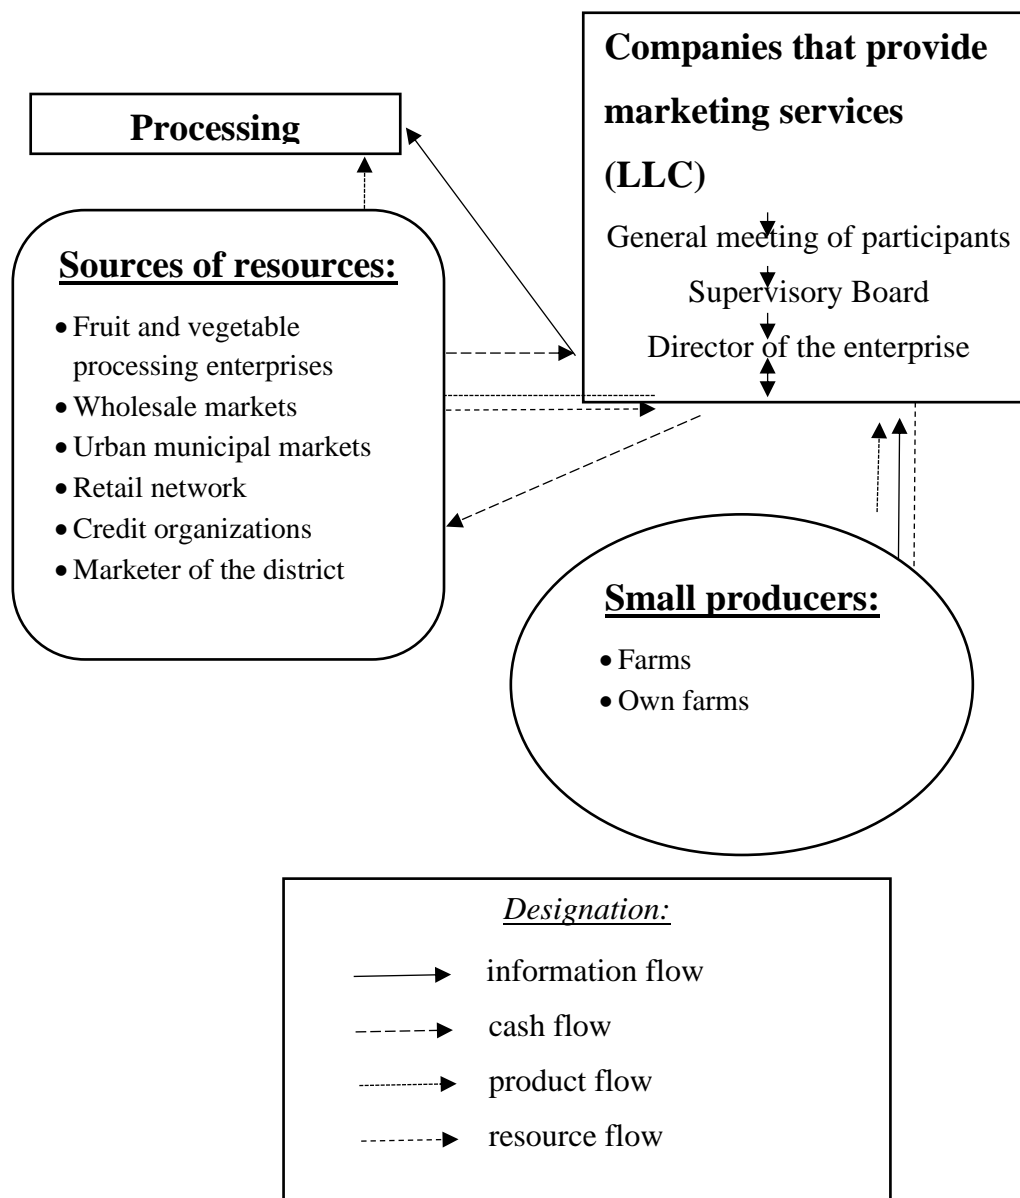 Companies that provide
marketing services
(LLC)
General meeting of participants
Supervisory Board
Director of the enterprise
Processing
Sources of resources:
• Fruit and vegetable
processing enterprises
• Wholesale markets
• Urban municipal markets
• Retail network
• Credit organizations
• Marketer of the district
Small producers:
• Farms
• Own farms
Designation:
information flow
cash flow
product flow
resource flow